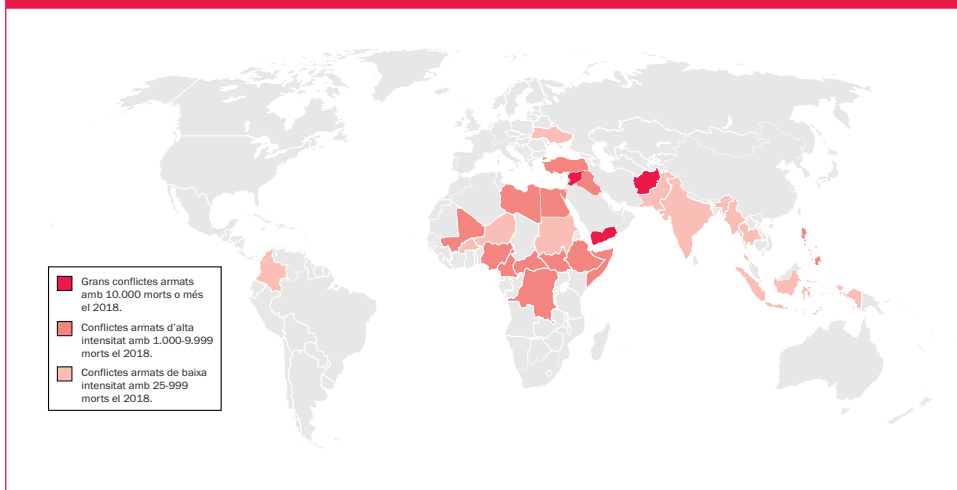 Grans conflictes armats
amb 10.000 morts o més
el 2018.
Conflictes armats d'alta
intensitat amb 1.000-9.999
morts el 2018.
Conflictes armats de baixa
intensitat amb 25-999
morts el 2018.